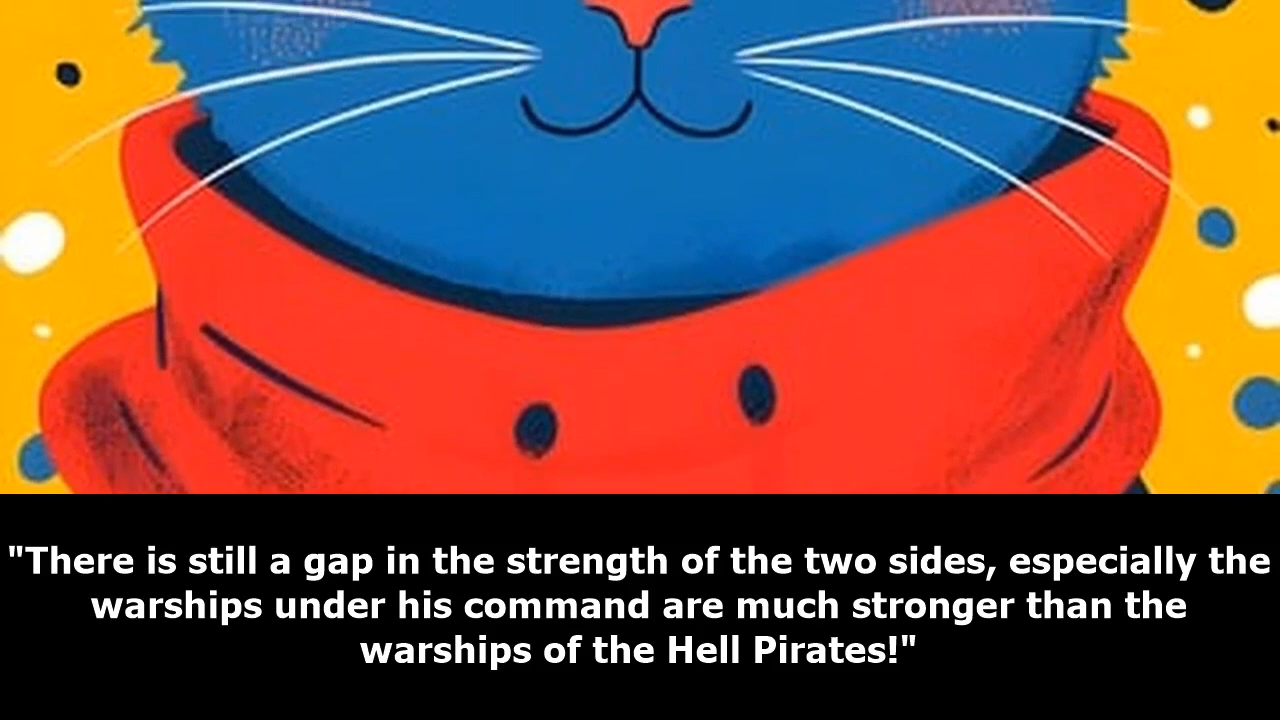 "There is still a gap in the strength of the two sides, especially the
warships under his command are much stronger than the
warships of the Hell Pirates!"